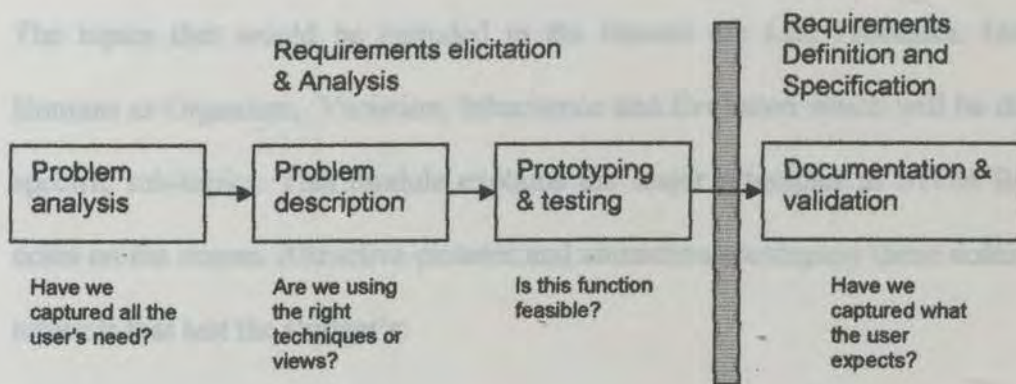 Requirements elicitation
& Analysis
Requirements
Definition and
Specification
Problem
analysis
Problem
description
Prototyping
& testing
Documentation &
validation
Have we
captured all the
user's need?
Are we using
the right
techniques or
views?
Is this function
feasible?
Have we
captured what
the user
expects?